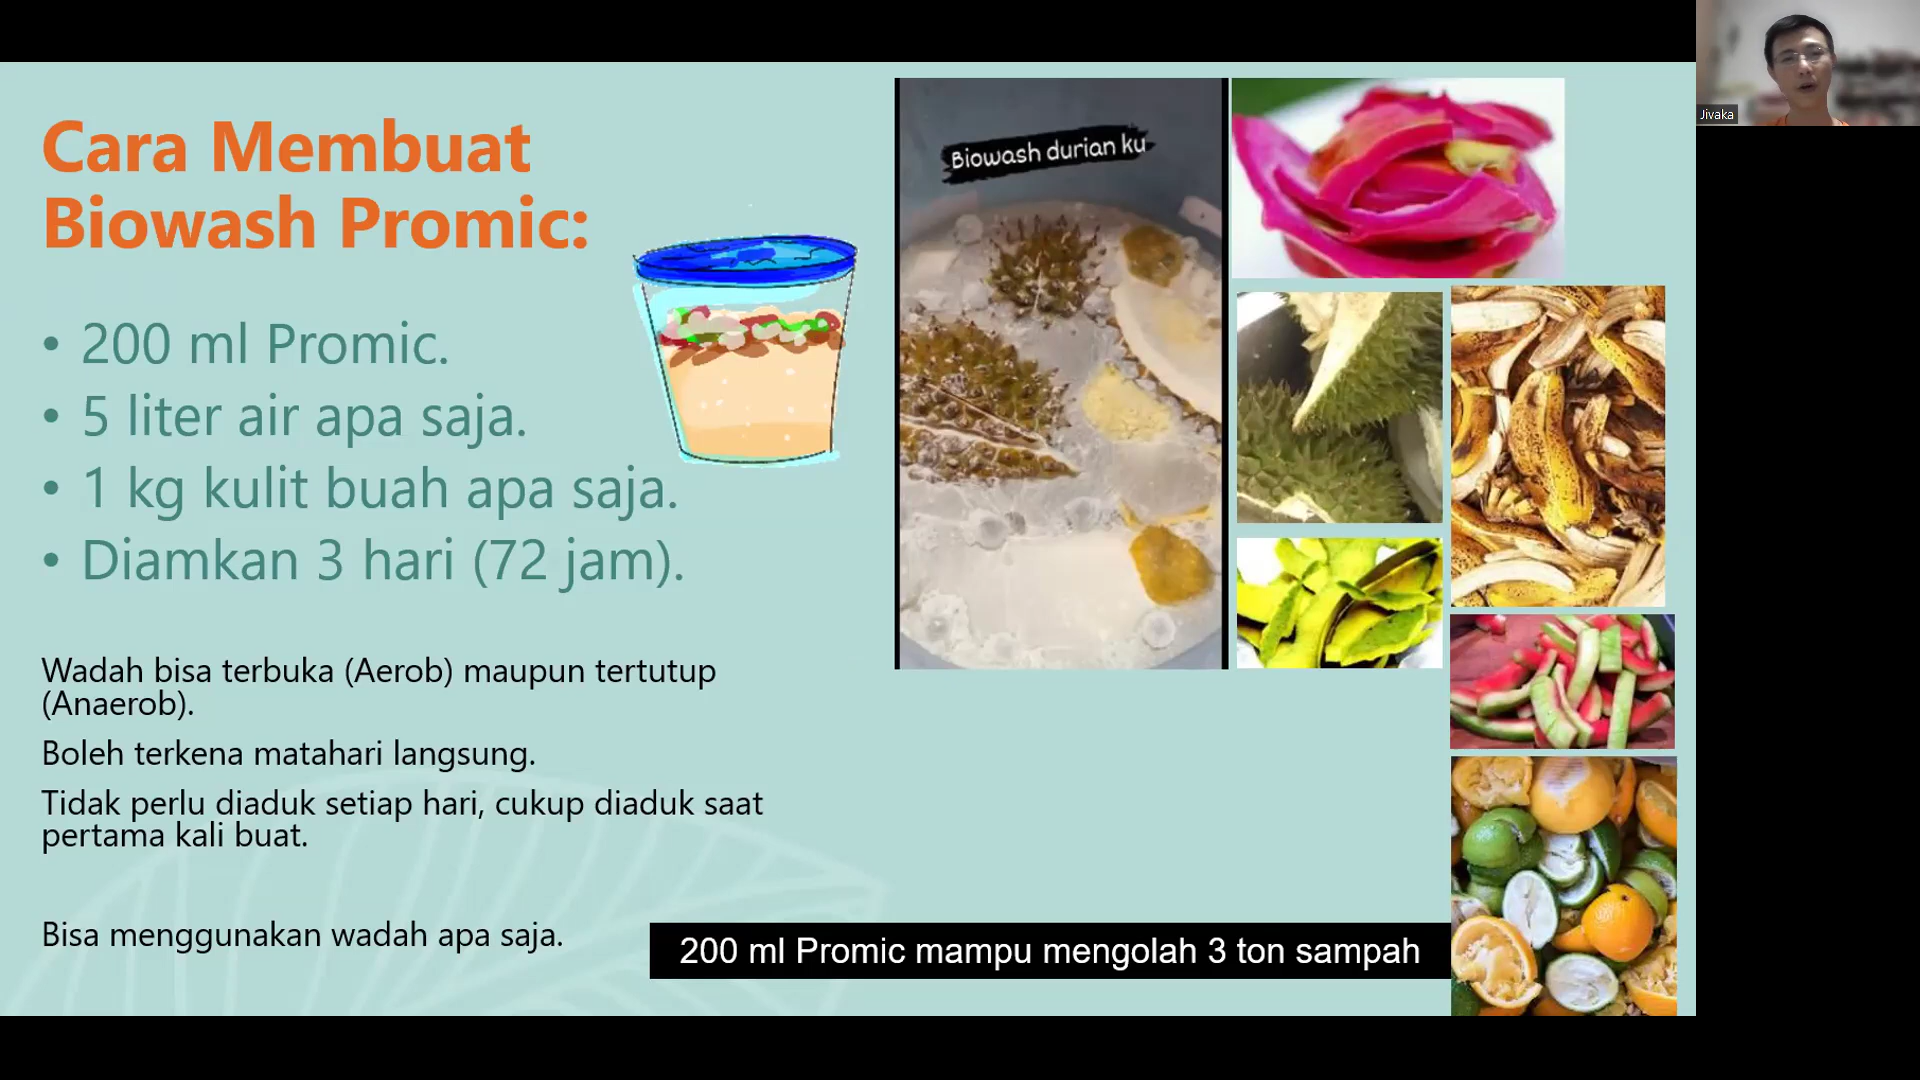 Cara Membuat
Biowash Promic:
• 200 ml Promic.
• 5 liter air apa saja.
• 1 kg kulit buah apa saja.
• Diamkan 3 hari (72 jam).
Wadah bisa terbuka (Aerob) maupun tertutup
(Anaerob).
Boleh terkena matahari langsung.
Tidak perlu diaduk setiap hari, cukup diaduk saat
pertama kali buat.
Bisa menggunakan wadah apa saja.
Biowash durian ku
200 ml Promic mampu mengolah 3 ton sampah
Jivaka